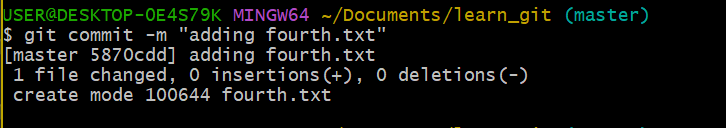 USER@DESKTOP-OE4S79K MINGW64 ~/Documents/learn_git (master)
$ git commit -m "adding fourth.txt"
[master 5870cdd] adding fourth.txt
 1 file changed, 0 insertions(+), 0 deletions(-)
 create mode 100644 fourth.txt